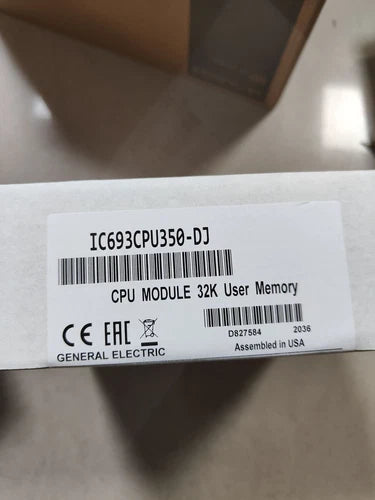 IC693CPU350-DJ
CPU MODULE 32K User Memory
CE EAC
D827584 2036
GENERAL ELECTRIC
Assembled in USA